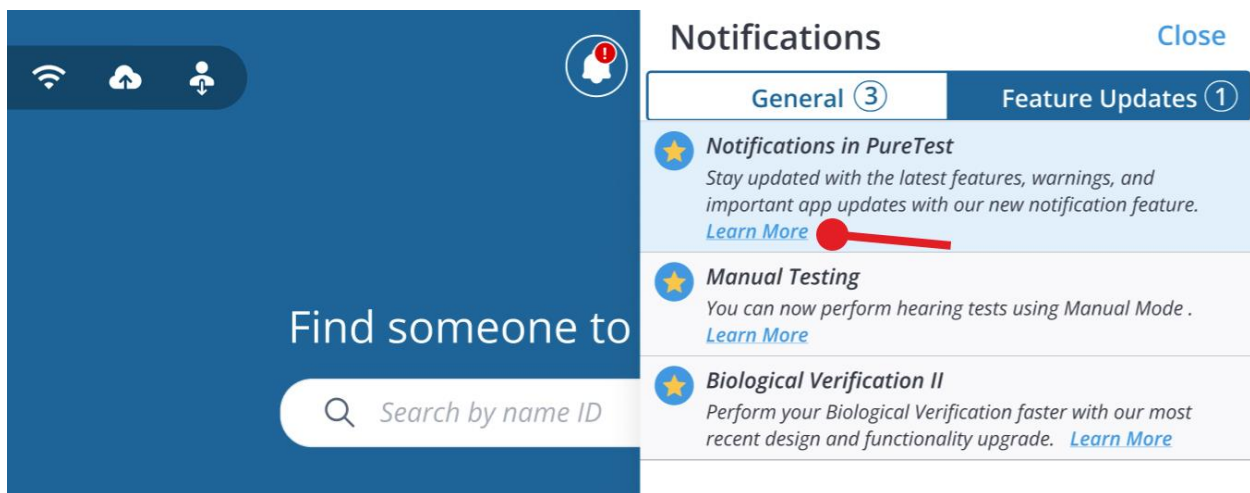 !
Find someone to
Search by name ID
Notifications
Close
General 3
Feature Updates 1
Notifications in PureTest
Stay updated with the latest features, warnings, and
important app updates with our new notification feature.
Learn More
Manual Testing
You can now perform hearing tests using Manual Mode .
Learn More
Biological Verification II
Perform your Biological Verification faster with our most
recent design and functionality upgrade. Learn More